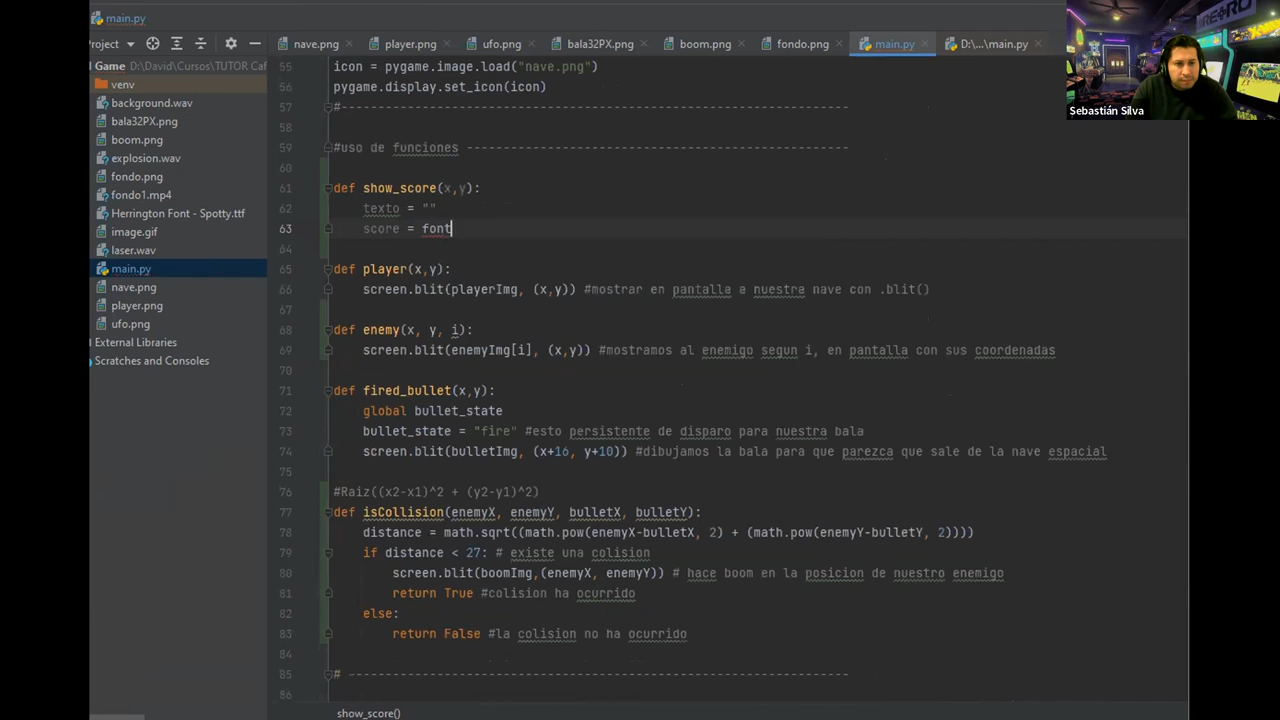 main.py
Project
nave.png
player.png
ufo.png
bala32PX.png
boom.png
fondo.png
main.py
D:\...\main.py
RETRO
Sebastián Silva
Game D:\David\Cursos\TUTOR Caf
venv
background.wav
bala32PX.png
boom.png
explosion.wav
fondo.png
fondo1.mp4
Herrington Font - Spotty.ttf
image.gif
laser.wav
main.py
nave.png
player.png
ufo.png
External Libraries
Scratches and Consoles
55
56
57
58
59
60
61
62
63
64
65
66
67
68
69
70
71
72
73
74
75
76
77
78
79
80
81
82
83
84
85
86
icon = pygame.image.load("nave.png")
pygame.display.set_icon(icon)
#---------------------------------------------------------------------
#uso de funciones ----------------------------------------------------
def show_score(x,y):
texto = ""
score = font
def player(x,y):
screen.blit(playerImg, (x,y)) #mostrar en pantalla a nuestra nave con .blit()
def enemy(x, y, i):
screen.blit(enemyImg[i], (x,y)) #mostramos al enemigo segun i, en pantalla con sus coordenadas
def fired_bullet(x,y):
global bullet_state
bullet_state = "fire" #esto persistente de disparo para nuestra bala
screen.blit(bulletImg, (x+16, y+10)) #dibujamos la bala para que parezca que sale de la nave espacial
#Raiz((x2-x1)^2 + (y2-y1)^2)
def isCollision(enemyX, enemyY, bulletX, bulletY):
distance = math.sqrt((math.pow(enemyX-bulletX, 2) + (math.pow(enemyY-bulletY, 2))))
if distance < 27: # existe una colision
screen.blit(boomImg,(enemyX, enemyY)) # hace boom en la posicion de nuestro enemigo
return True #colision ha ocurrido
else:
return False #la colision no ha ocurrido
# --------------------------------------------------------------------
show_score()